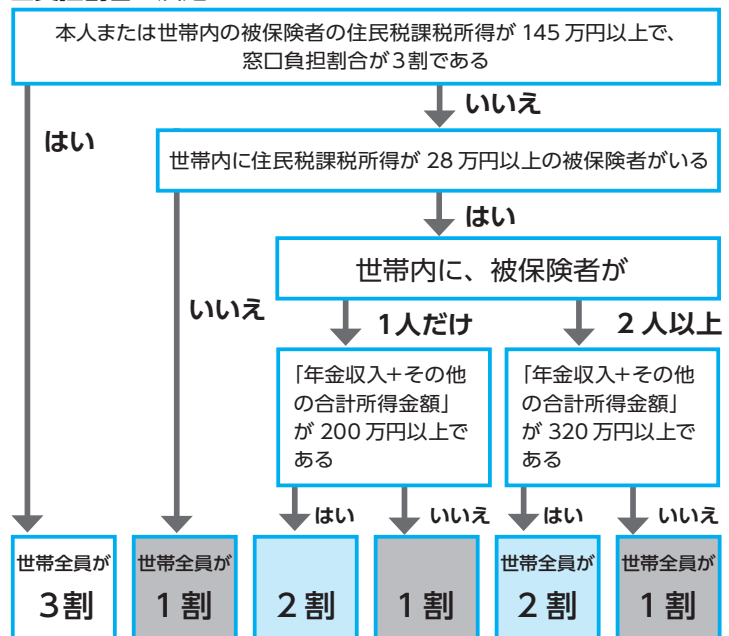 本人または世帯内の被保険者の住民税課税所得が 145 万円以上で、
窓口負担割合が3割である
はい
いいえ
世帯内に住民税課税所得が 28 万円以上の被保険者がいる
いいえ
はい
世帯内に、被保険者が
1人だけ
2 人以上
「年金収入+その他
の合計所得金額」
が 200 万円以上で
ある
「年金収入+その他
の合計所得金額」
が 320 万円以上で
ある
はい
いいえ
はい
いいえ
世帯全員が
3割
世帯全員が
1 割
2 割
1 割
世帯全員が
2 割
世帯全員が
1 割